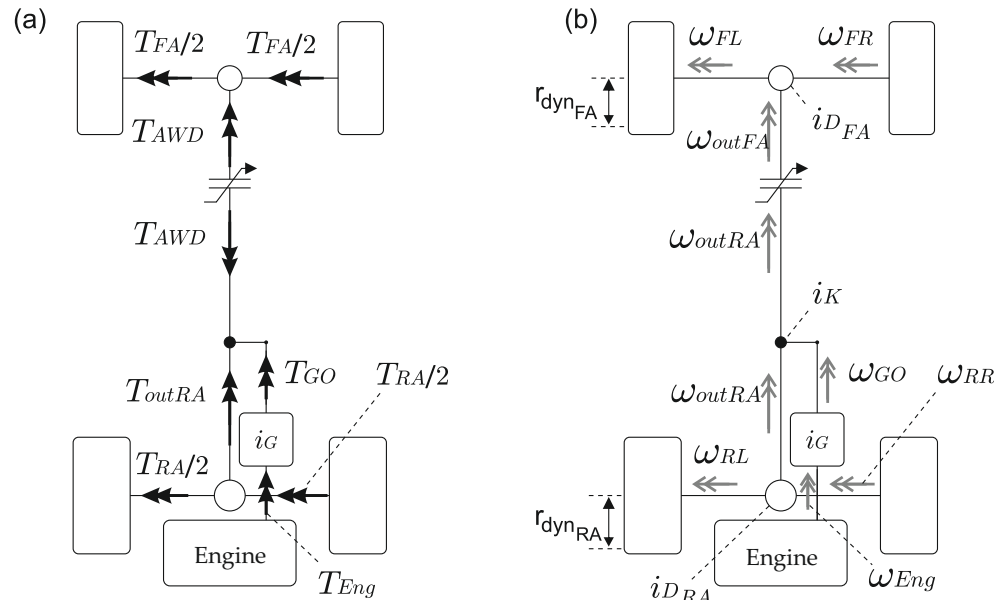 (a)
T_FA/2
T_FA/2
T_AWD
T_AWD
T_GO
T_RA/2
T_outRA
i_G
T_RA/2
Engine
T_Eng
(b)
ω_FL
ω_FR
r_dyn_FA
i_D_FA
ω_outFA
ω_outRA
i_K
ω_GO
ω_RR
ω_outRA
i_G
ω_RL
r_dyn_RA
Engine
i_D_RA
ω_Eng